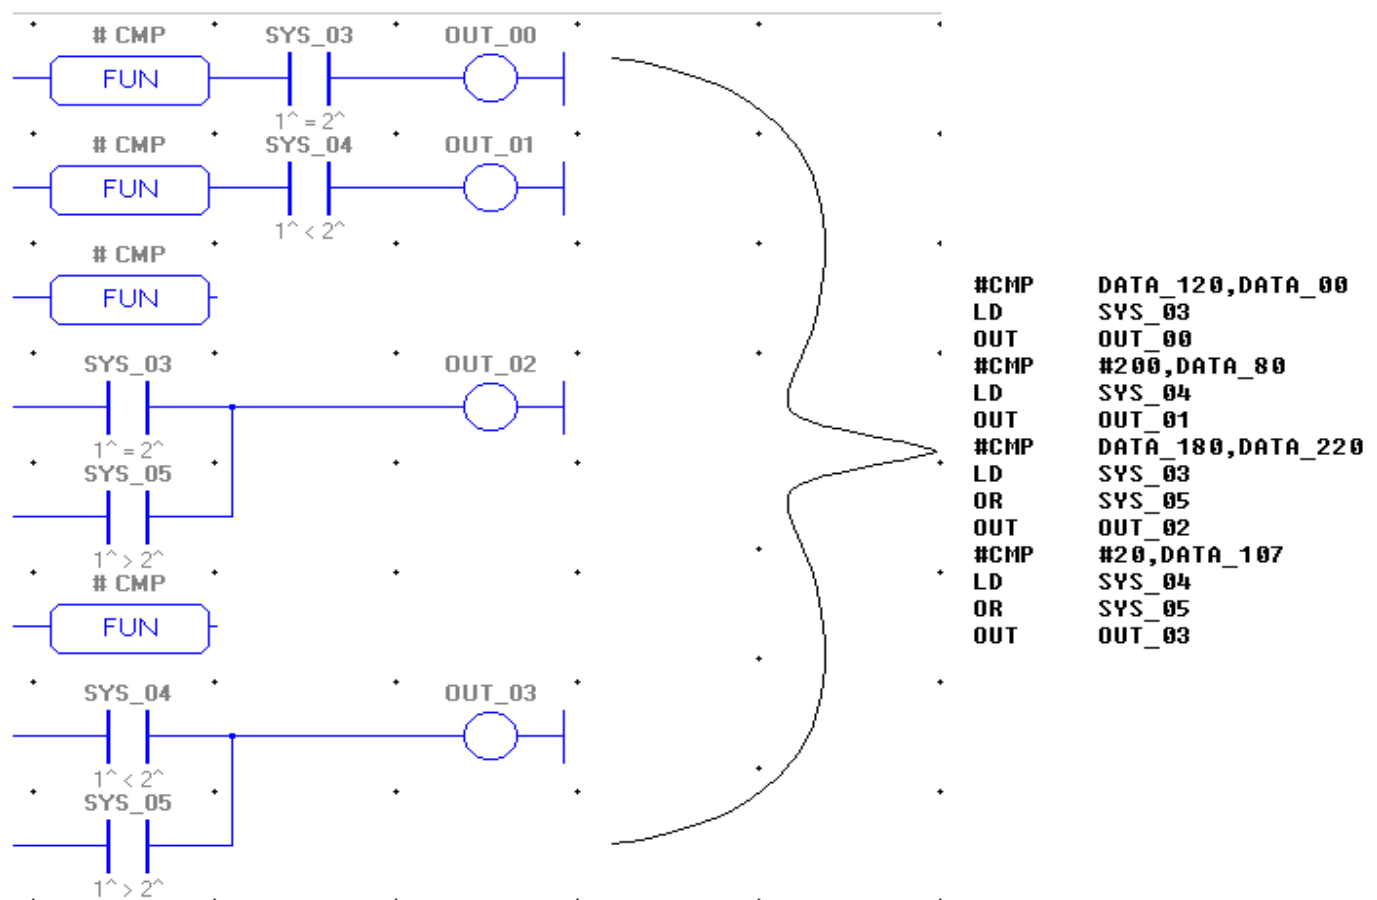 # CMP SYS_03 OUT_00
FUN
1^ = 2^
# CMP SYS_04 OUT_01
FUN
1^ < 2^
# CMP
FUN
SYS_03 OUT_02
1^ = 2^
SYS_05
1^ > 2^
# CMP
FUN
SYS_04 OUT_03
1^ < 2^
SYS_05
1^ > 2^
#CMP DATA_120,DATA_00
LD SYS_03
OUT OUT_00
#CMP #200,DATA_80
LD SYS_04
OUT OUT_01
#CMP DATA_180,DATA_220
LD SYS_03
OR SYS_05
OUT OUT_02
#CMP #20,DATA_107
LD SYS_04
OR SYS_05
OUT OUT_03